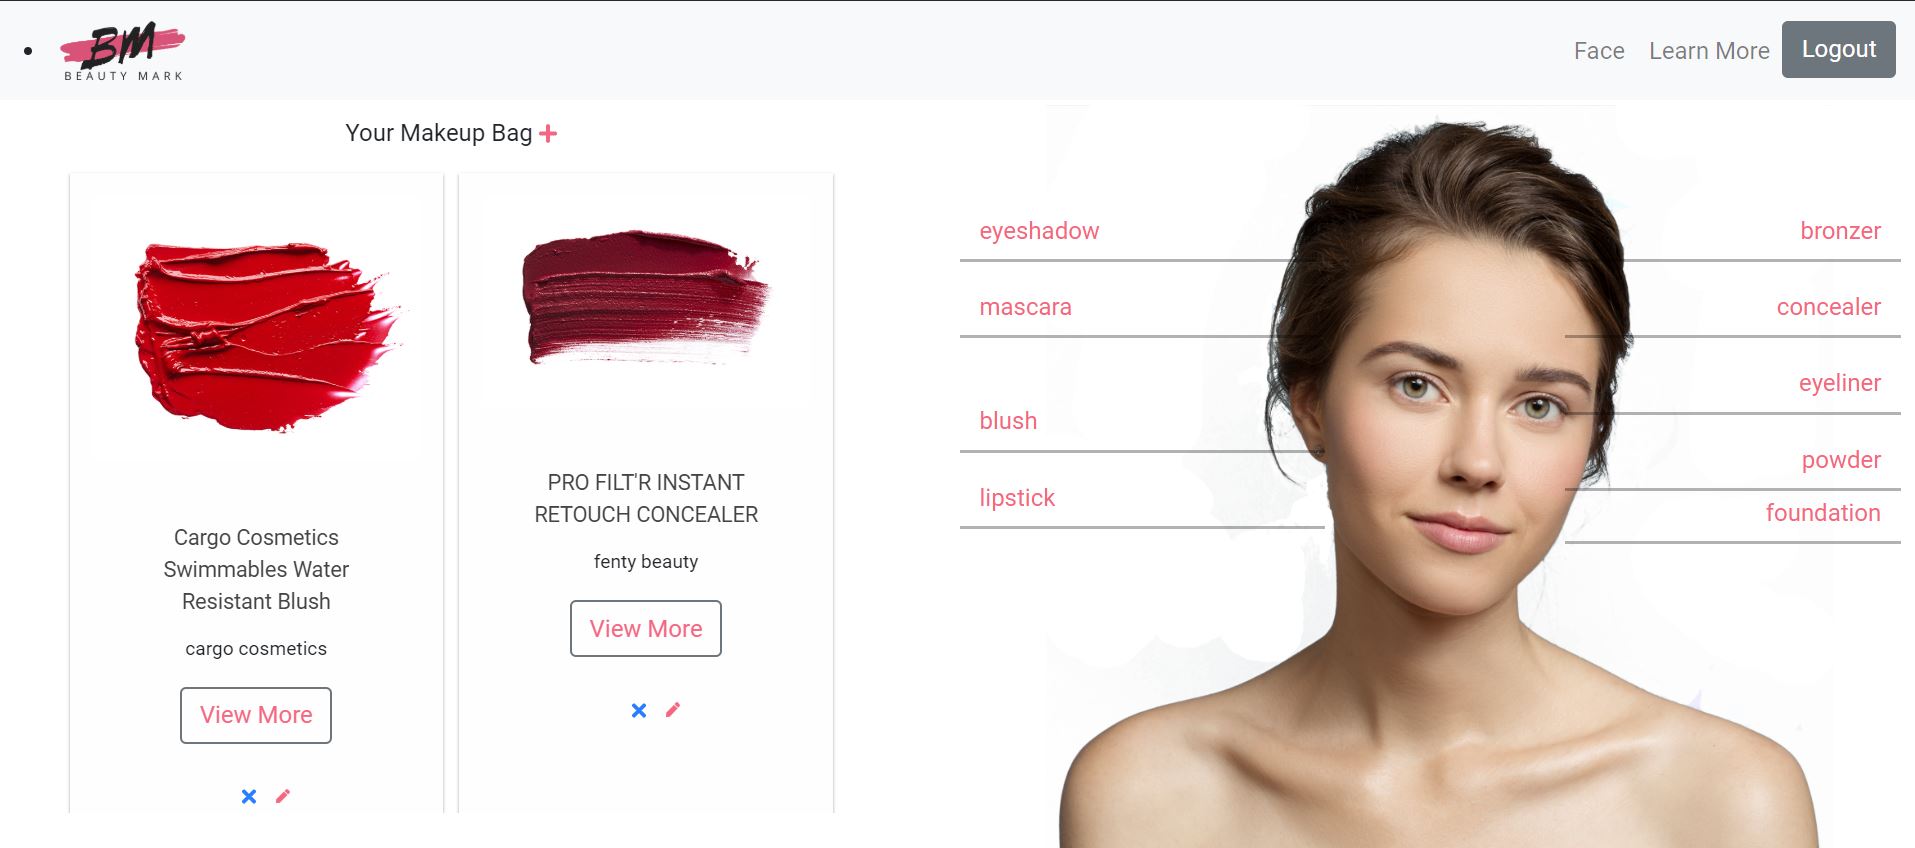 BM
BEAUTY MARK
Face
Learn More
Logout
Your Makeup Bag
Cargo Cosmetics
Swimmables Water
Resistant Blush
cargo cosmetics
View More
PRO FILT'R INSTANT
RETOUCH CONCEALER
fenty beauty
View More
eyeshadow
mascara
blush
lipstick
bronzer
concealer
eyeliner
powder
foundation